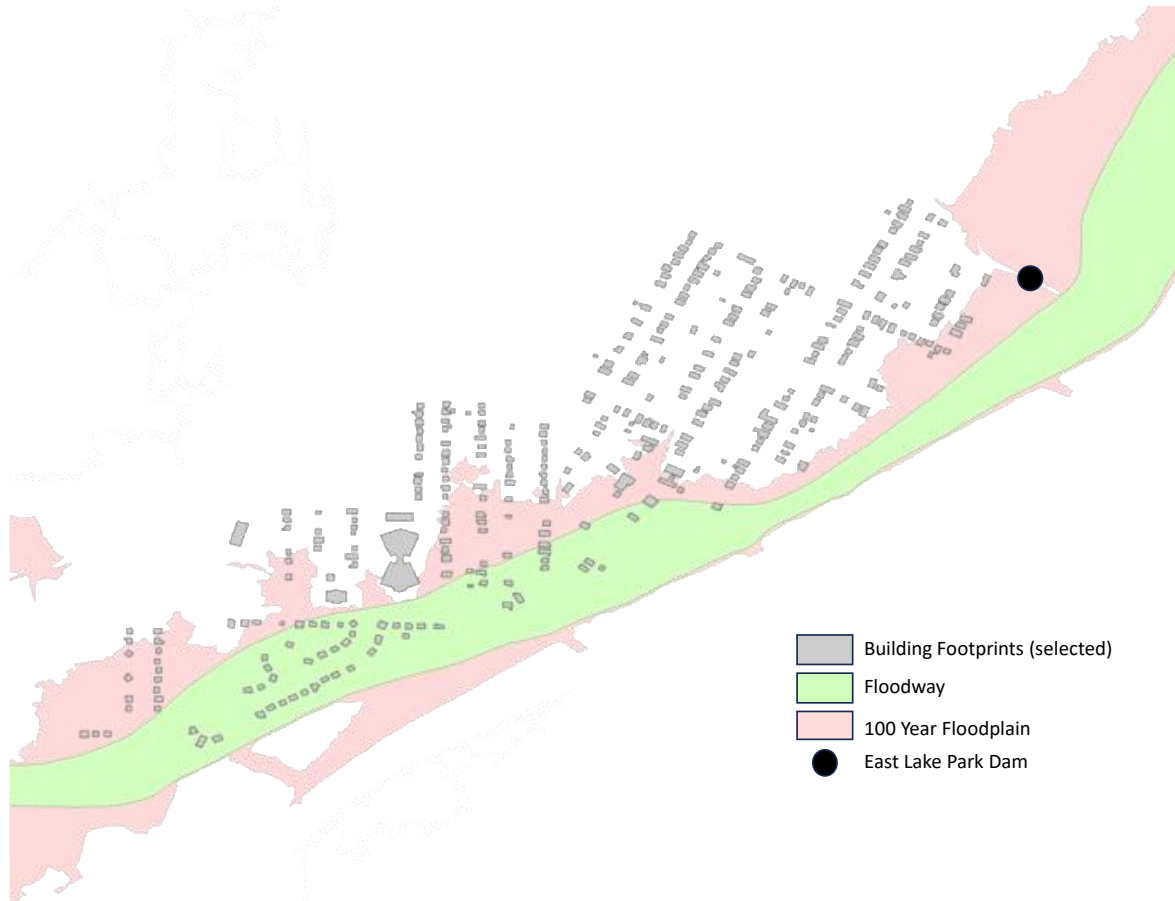 Building Footprints (selected)
Floodway
100 Year Floodplain
East Lake Park Dam